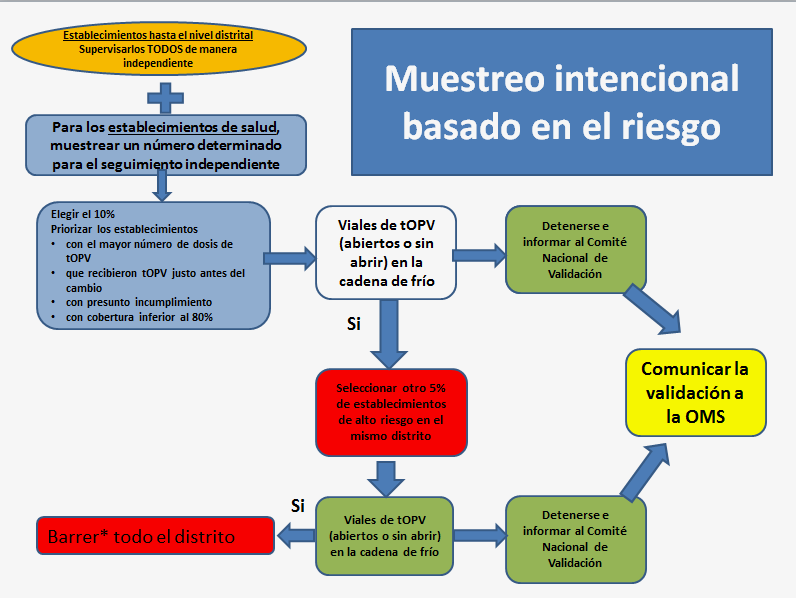 Establecimientos hasta el nivel distrital
Supervisarlos TODOS de manera
independiente
Muestreo intencional
basado en el riesgo
Para los establecimientos de salud,
muestrear un número determinado
para el seguimiento independiente
Elegir el 10%
Priorizar los establecimientos
• con el mayor número de dosis de
tOPV
• que recibieron tOPV justo antes del
cambio
• con presunto incumplimiento
• con cobertura inferior al 80%
Viales de tOPV
(abiertos o sin
abrir) en la
cadena de frío
Detenerse e
informar al Comité
Nacional de
Validación
Si
Comunicar la
validación a
la OMS
Seleccionar otro 5%
de establecimientos
de alto riesgo en el
mismo distrito
Si
Barrer* todo el distrito
Viales de tOPV
(abiertos o sin abrir)
en la cadena de frío
Detenerse e
informar al Comité
Nacional de
Validación